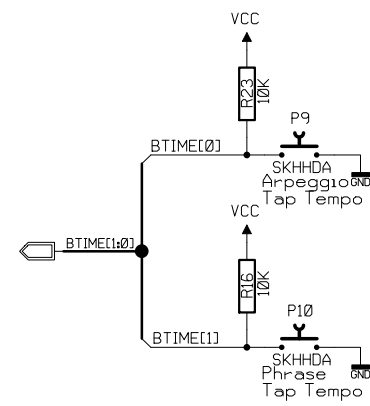 VCC
R23
10K
P9
BTIME[0]
SKHHDA
Arpeggio
GND
Tap Tempo
VCC
BTIME[1:0]
R16
10K
P10
BTIME[1]
SKHHDA
Phrase
GND
Tap Tempo